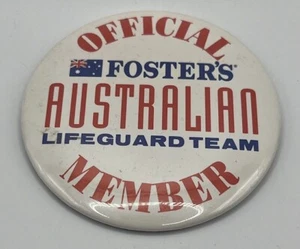 OFFICIAL
FOSTER'S
AUSTRALIAN
LIFEGUARD TEAM
MEMBER